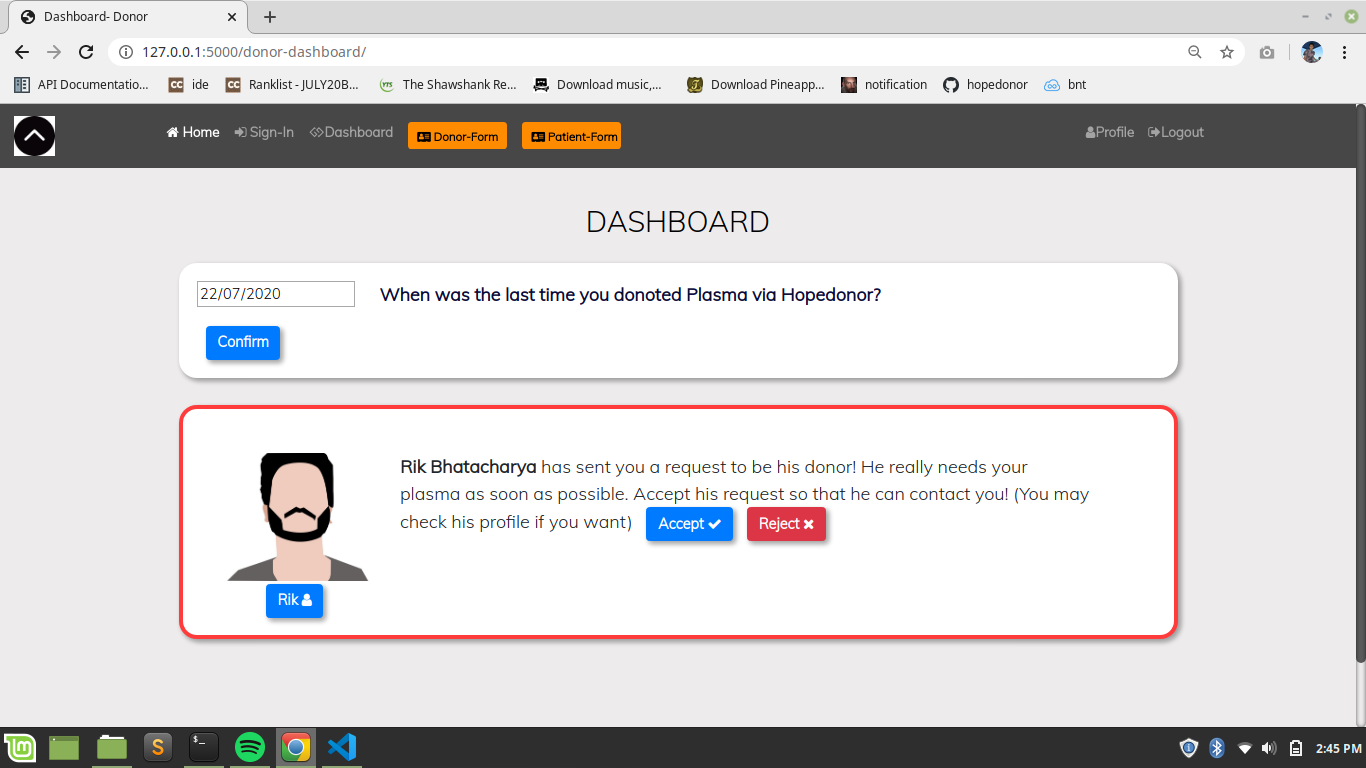 Dashboard- Donor
127.0.0.1:5000/donor-dashboard/
API Documentatio... ide Ranklist - JULY20B... The Shawshank Re... Download music,... Download Pineapp... notification hopedonor bnt
Home Sign-In Dashboard Donor-Form Patient-Form Profile Logout
DASHBOARD
22/07/2020 When was the last time you donoted Plasma via Hopedonor?
Confirm
Rik Bhatacharya has sent you a request to be his donor! He really needs your
plasma as soon as possible. Accept his request so that he can contact you! (You may
check his profile if you want) Accept Reject
Rik
2:45 PM